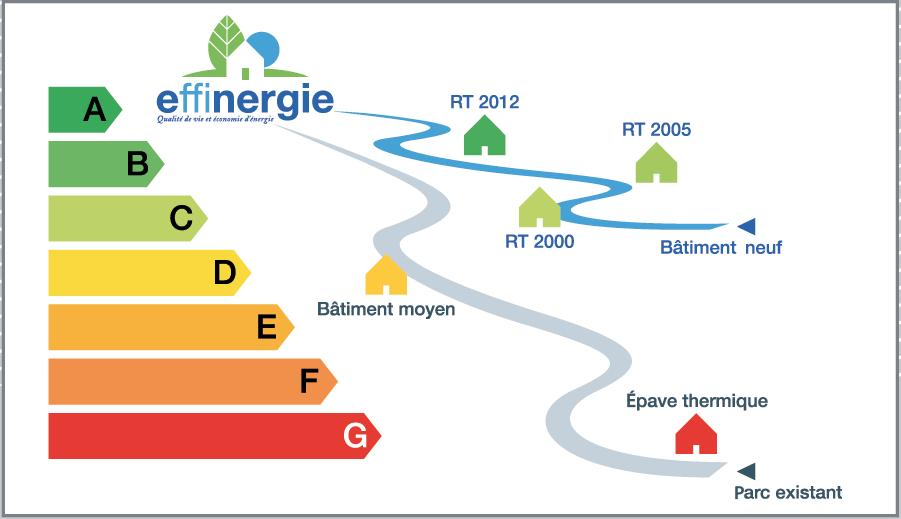 effinergie
Qualité de vie et économie d'énergie
A
B
C
D
E
F
G
RT 2012
RT 2005
RT 2000
Bâtiment neuf
Bâtiment moyen
Épave thermique
Parc existant